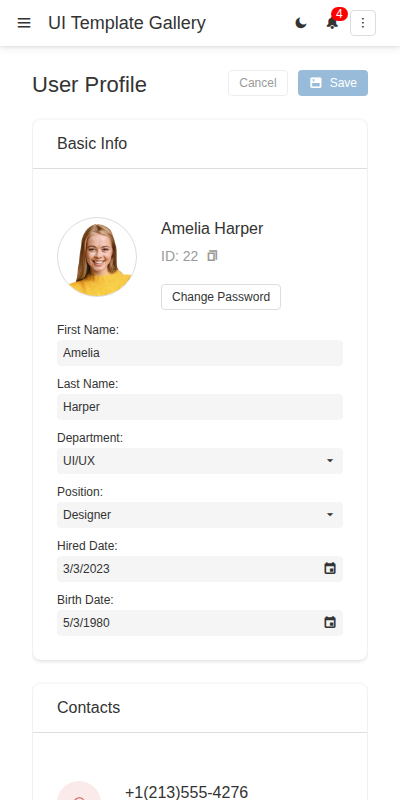 UI Template Gallery
4
User Profile
Cancel
Save
Basic Info
Amelia Harper
ID: 22
Change Password
First Name:
Amelia
Last Name:
Harper
Department:
UI/UX
Position:
Designer
Hired Date:
3/3/2023
Birth Date:
5/3/1980
Contacts
+1(213)555-4276